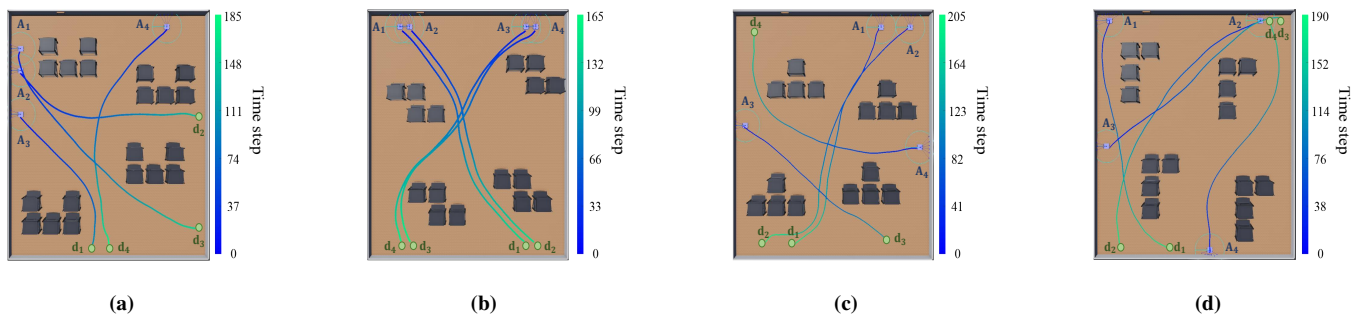 A1
A4
A2
A3
d2
d3
d1
d4
185
148
111
74
37
0
Time step
(a)
A1
A2
A3
A4
d4
d3
d1
d2
165
132
99
66
33
0
Time step
(b)
d4
A1
A2
A3
A4
d2
d1
d3
205
164
123
82
41
0
Time step
(c)
A1
A2
d4
d3
A3
d2
d1
A4
190
152
114
76
38
0
Time step
(d)